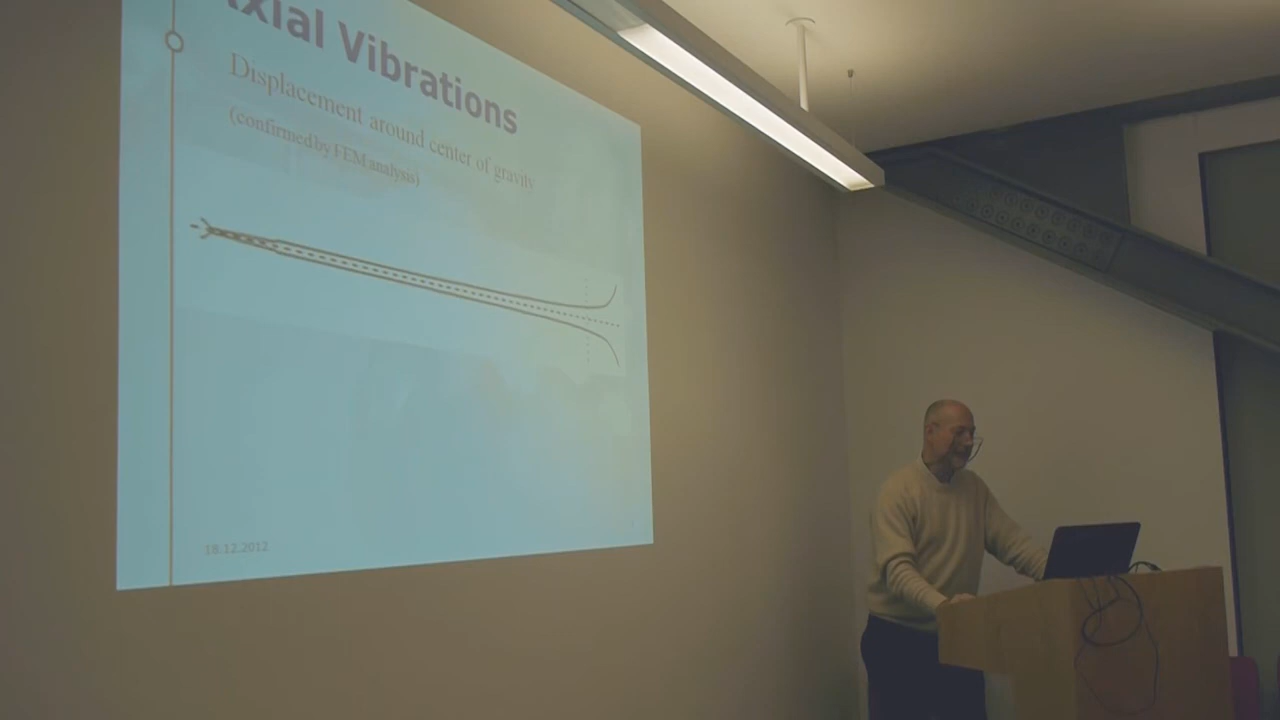 xial Vibrations
Displacement around center of gravity
(confirmed by FEM analysis)
18.12.2012